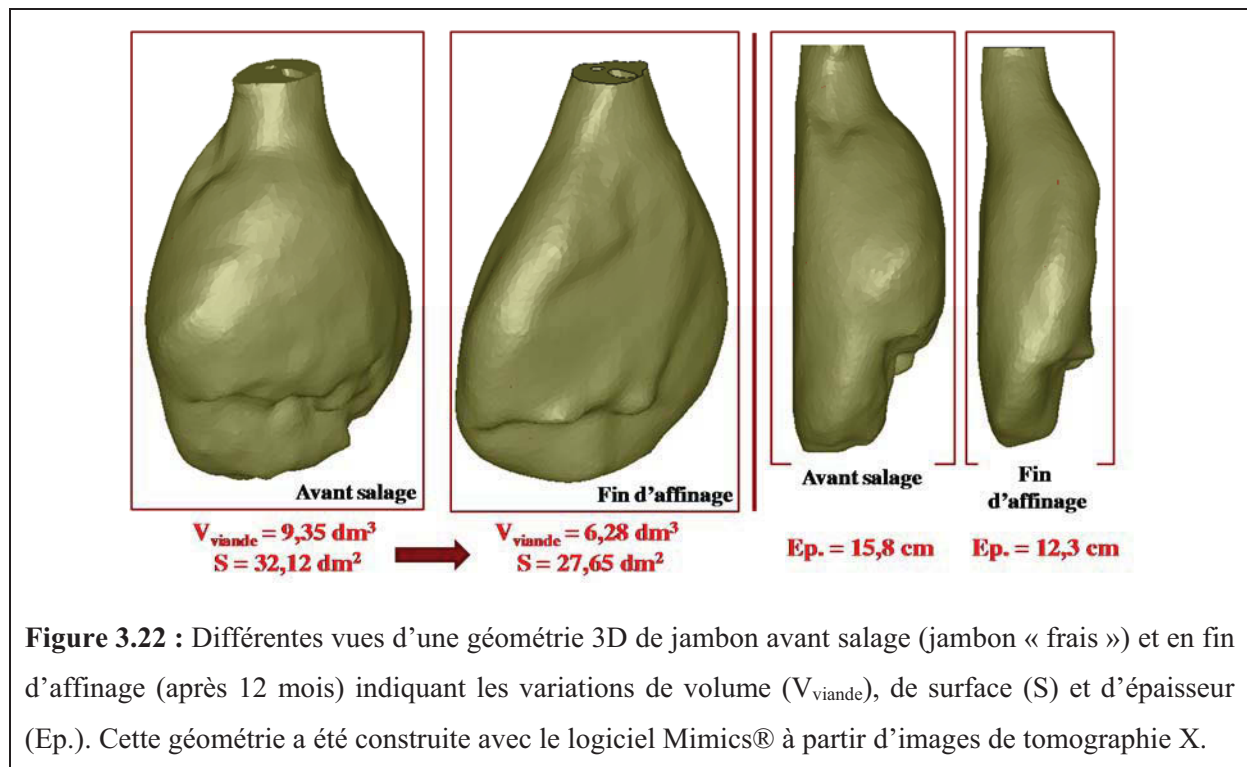 Avant salage
Fin d'affinage
Avant salage
Fin
d'affinage
V_viande = 9,35 dm³
S = 32,12 dm²
V_viande = 6,28 dm³
S = 27,65 dm²
Ep. = 15,8 cm
Ep. = 12,3 cm
Figure 3.22 : Différentes vues d'une géométrie 3D de jambon avant salage (jambon « frais ») et en fin
d'affinage (après 12 mois) indiquant les variations de volume (V_viande), de surface (S) et d'épaisseur
(Ep.). Cette géométrie a été construite avec le logiciel Mimics® à partir d'images de tomographie X.